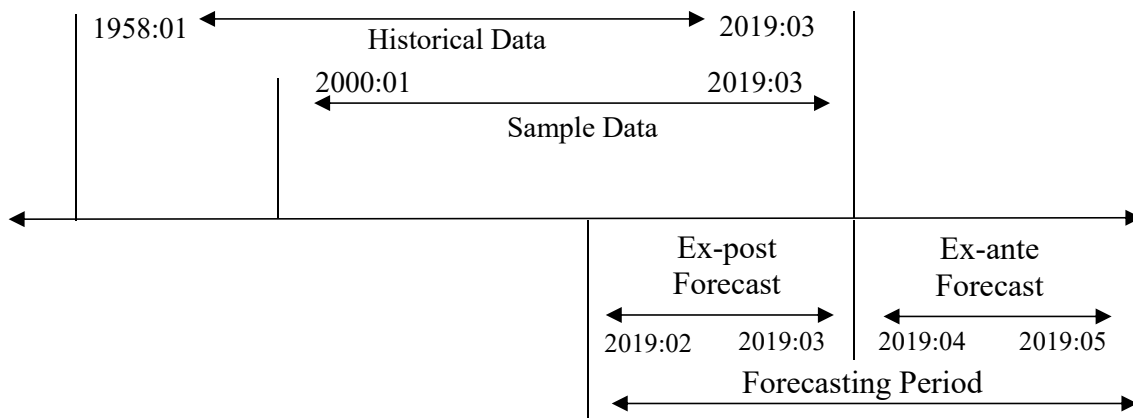 1958:01
2019:03
Historical Data
2000:01
2019:03
Sample Data
Ex-post
Forecast
Ex-ante
Forecast
2019:02
2019:03
2019:04
2019:05
Forecasting Period